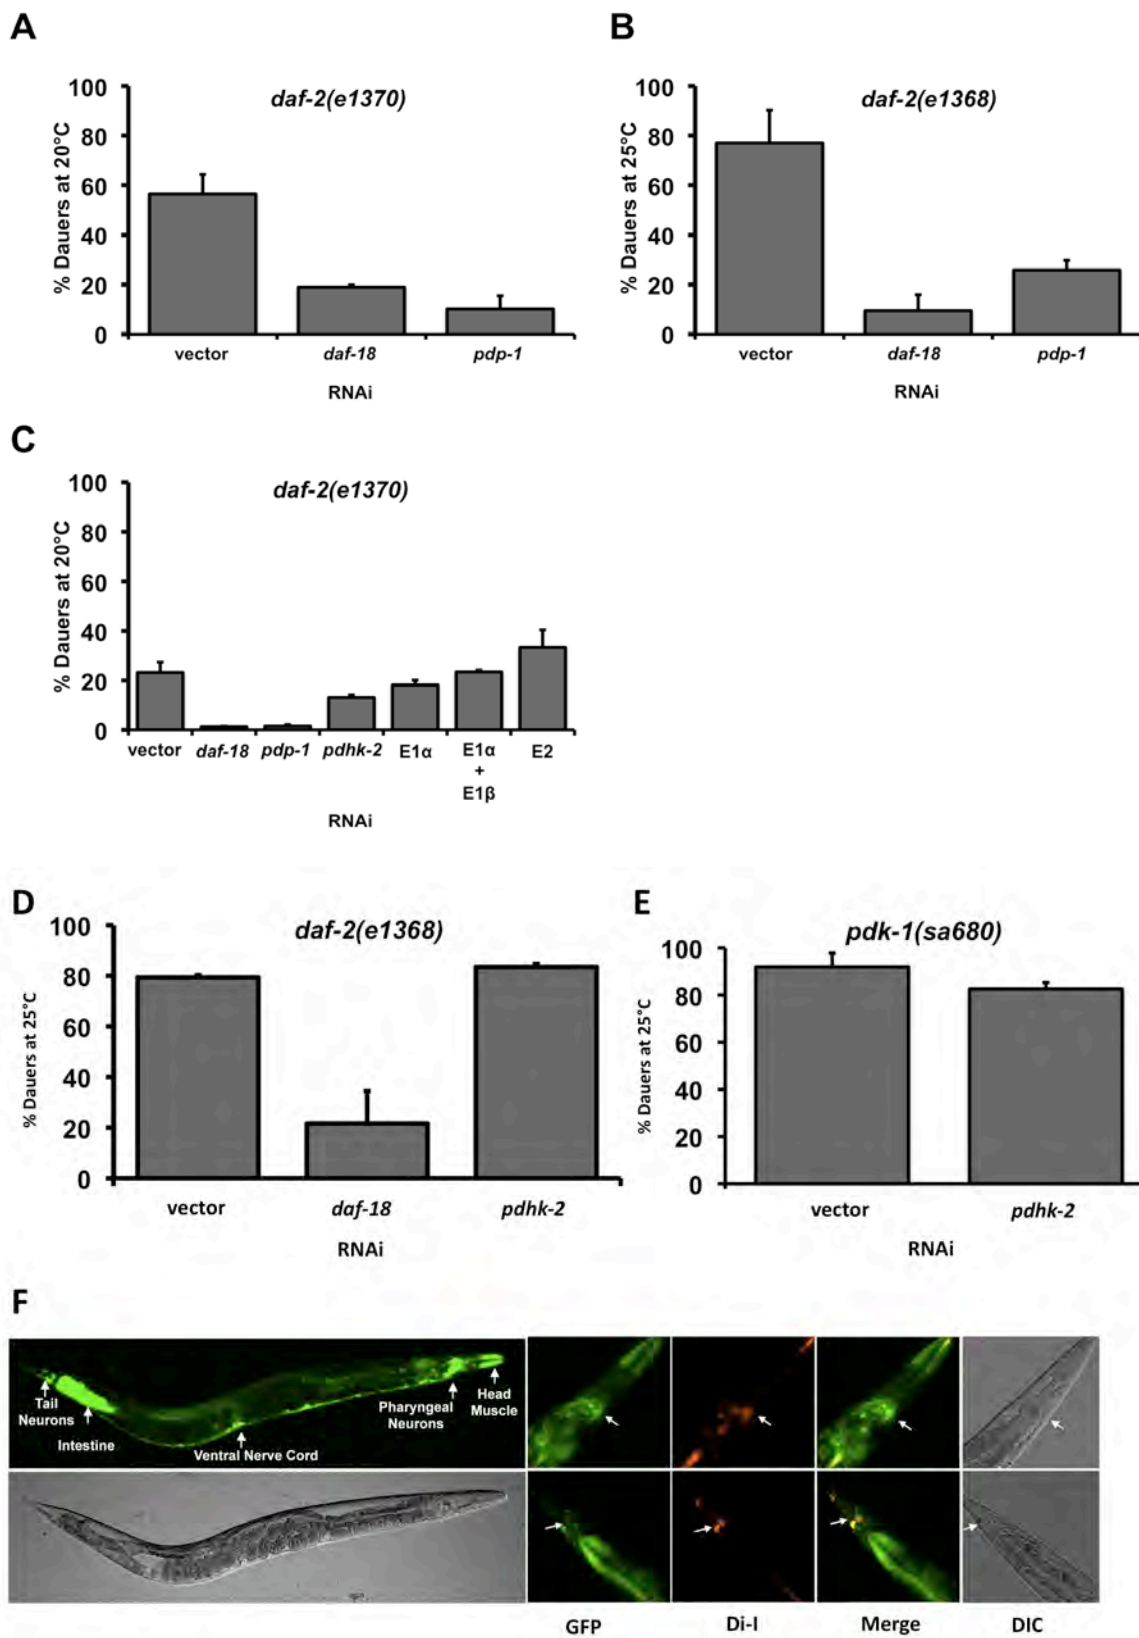 A
daf-2(e1370)
% Dauers at 20°C
100
80
60
40
20
0
vector daf-18 pdp-1
RNAi
B
daf-2(e1368)
% Dauers at 25°C
100
80
60
40
20
0
vector daf-18 pdp-1
RNAi
C
daf-2(e1370)
% Dauers at 20°C
100
80
60
40
20
0
vector daf-18 pdp-1 pdhk-2 E1α E1α + E1β E2
RNAi
D
daf-2(e1368)
% Dauers at 25°C
100
80
60
40
20
0
vector daf-18 pdhk-2
RNAi
E
pdk-1(sa680)
% Dauers at 25°C
100
80
60
40
20
0
vector pdhk-2
RNAi
F
Tail
Neurons
Intestine
Ventral Nerve Cord
Pharyngeal
Neurons
Head
Muscle
GFP Di-I Merge DIC